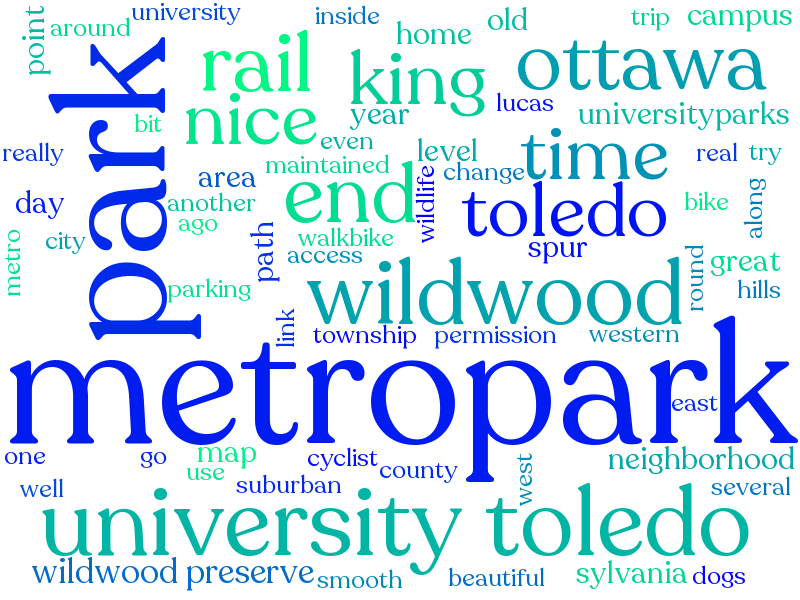 university
inside
old
trip
campus
point
around
home
rail
king
ottawa
park
nice
year
lucas
universityparks
bit
really
even
level
time
real
try
maintained
change
area
end
wildlife
toledo
along
day
another
bike
ago
walkbike
spur
city
path
access
metro
great
round
parking
wildwood
hills
link
township
permission
western
metropark
east
one
go
map
cyclist
neighborhood
use
county
west
well
suburban
several
university toledo
wildwood preserve
smooth
beautiful
sylvania
dogs